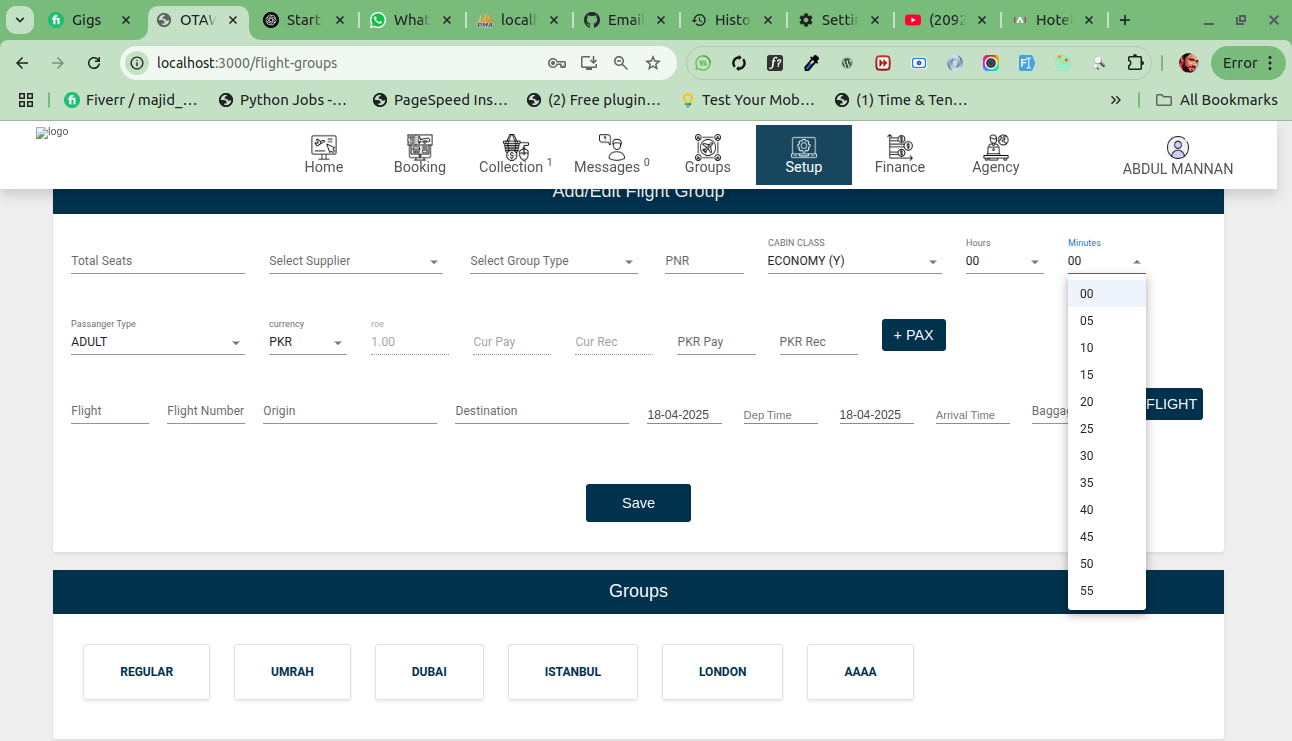 Gigs
OTAW
Start
What
locall
Email
Histo
Settin
(2092
Hotel
localhost:3000/flight-groups
Error
Fiverr / majid_...
Python Jobs -...
PageSpeed Ins...
(2) Free plugin...
Test Your Mob...
(1) Time & Ten...
All Bookmarks
logo
Home
Booking
Collection 1
Messages 0
Groups
Setup
Finance
Agency
ABDUL MANNAN
Add/Edit Flight Group
Total Seats
Select Supplier
Select Group Type
PNR
CABIN CLASS
ECONOMY (Y)
Hours
00
Minutes
00
00
05
10
15
20
25
30
35
40
45
50
55
Passanger Type
ADULT
currency
PKR
roe
1.00
Cur Pay
Cur Rec
PKR Pay
PKR Rec
+ PAX
Flight
Flight Number
Origin
Destination
18-04-2025
Dep Time
18-04-2025
Arrival Time
Baggag
FLIGHT
Save
Groups
REGULAR
UMRAH
DUBAI
ISTANBUL
LONDON
AAAA